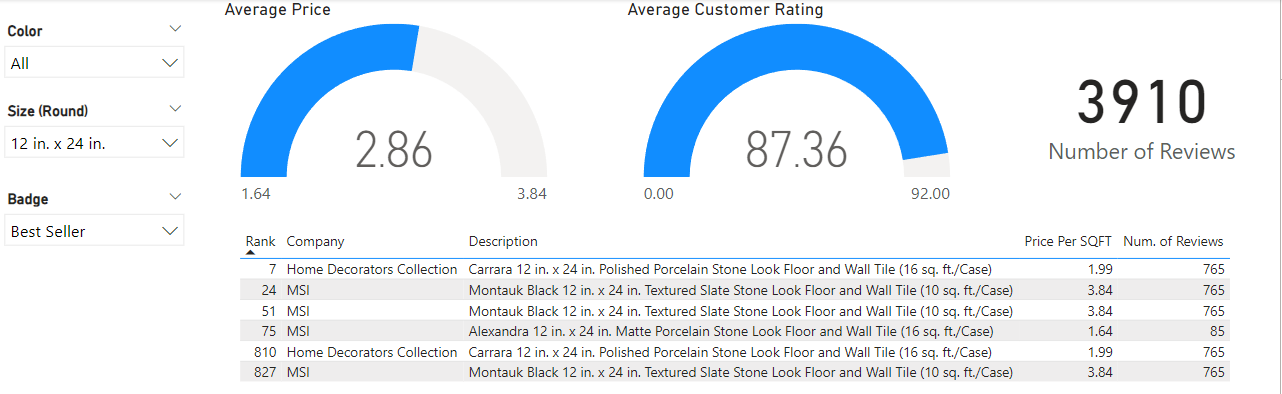 Color
All
Size (Round)
12 in. x 24 in.
Badge
Best Seller
Average Price
2.86
1.64 3.84
Average Customer Rating
87.36
0.00 92.00
3910
Number of Reviews
Rank Company Description Price Per SQFT Num. of Reviews
7 Home Decorators Collection Carrara 12 in. x 24 in. Polished Porcelain Stone Look Floor and Wall Tile (16 sq. ft./Case) 1.99 765
24 MSI Montauk Black 12 in. x 24 in. Textured Slate Stone Look Floor and Wall Tile (10 sq. ft./Case) 3.84 765
51 MSI Montauk Black 12 in. x 24 in. Textured Slate Stone Look Floor and Wall Tile (10 sq. ft./Case) 3.84 765
75 MSI Alexandra 12 in. x 24 in. Matte Porcelain Stone Look Floor and Wall Tile (16 sq. ft./Case) 1.64 85
810 Home Decorators Collection Carrara 12 in. x 24 in. Polished Porcelain Stone Look Floor and Wall Tile (16 sq. ft./Case) 1.99 765
827 MSI Montauk Black 12 in. x 24 in. Textured Slate Stone Look Floor and Wall Tile (10 sq. ft./Case) 3.84 765